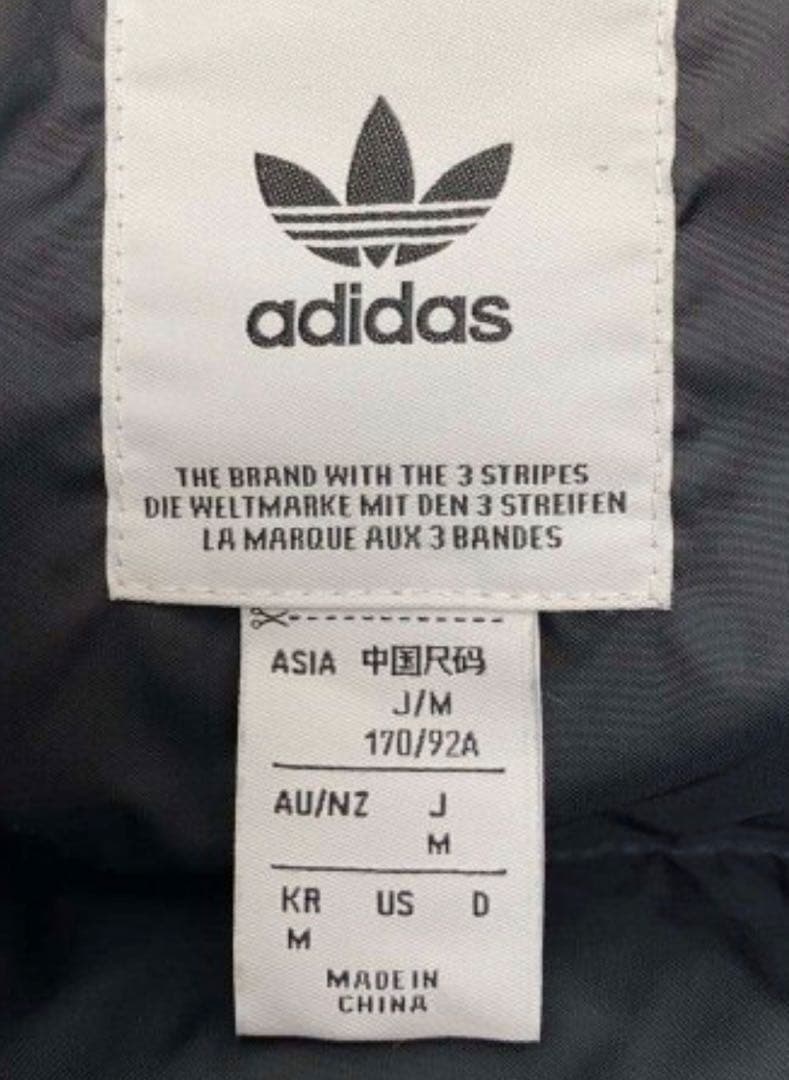 adidas
THE BRAND WITH THE 3 STRIPES
DIE WELTMARKE MIT DEN 3 STREIFEN
LA MARQUE AUX 3 BANDES
ASIA 中国尺码
J/M
170/92A
AU/NZ J
M
KR US D
M
MADE IN
CHINA